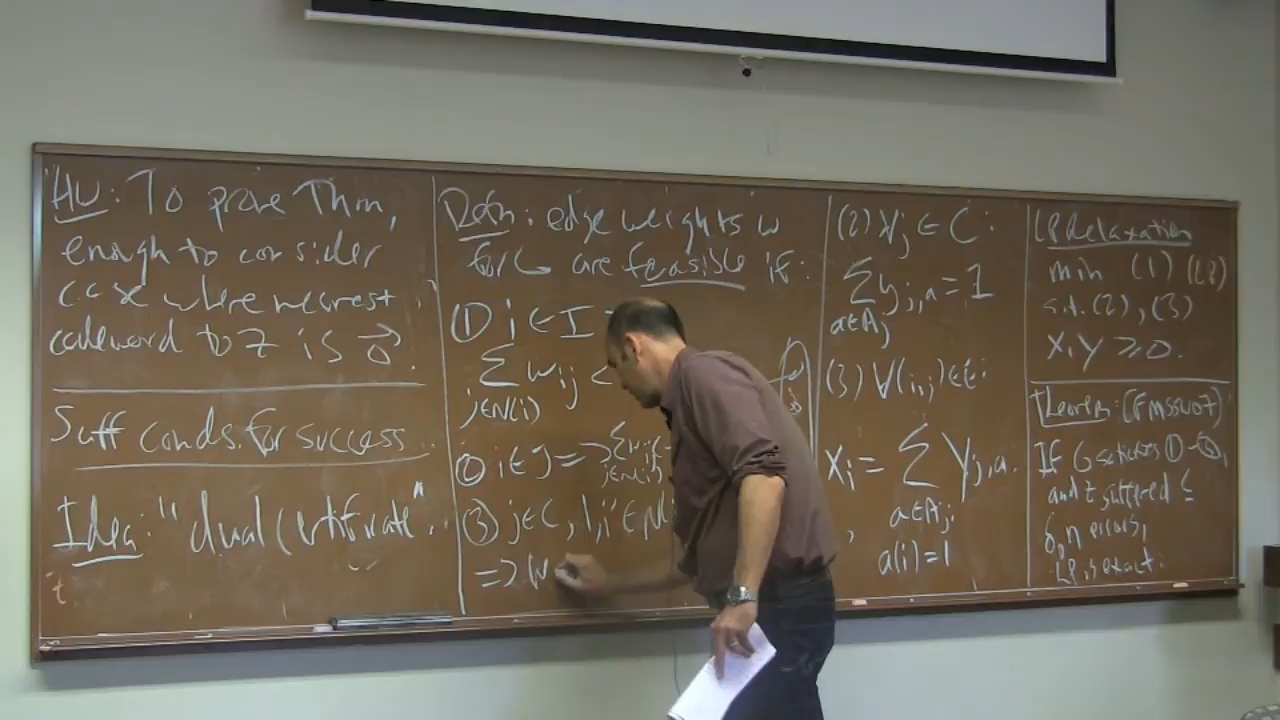 HW: To prove Thm,
enough to consider
case where nearest
codeword to z is 0⃗.
Suff conds. for success
Idea: "dual certificate"
Defn: edge weights w
for G are feasible if:
① i ∈ I
∑ w_ij <
j∈N(i)
② i∈J ⇒ ∑ w_ij
j∈N(i)
③ j∈C, i,i' ∈ N(
⇒ w
(2) ∀j ∈ C:
∑ y_j,a = 1
a∈A_j
(3) ∀(i,j) ∈ E:
x_i = ∑ y_j,a.
a∈A_j,
a(i)=1
LP Relaxation
min (1) (LP)
s.t. (2), (3)
x,y ≥ 0.
Theorem: (FMSSW07)
If G satisfies ①-
and z suffered ≤
errors,
LP is exact.